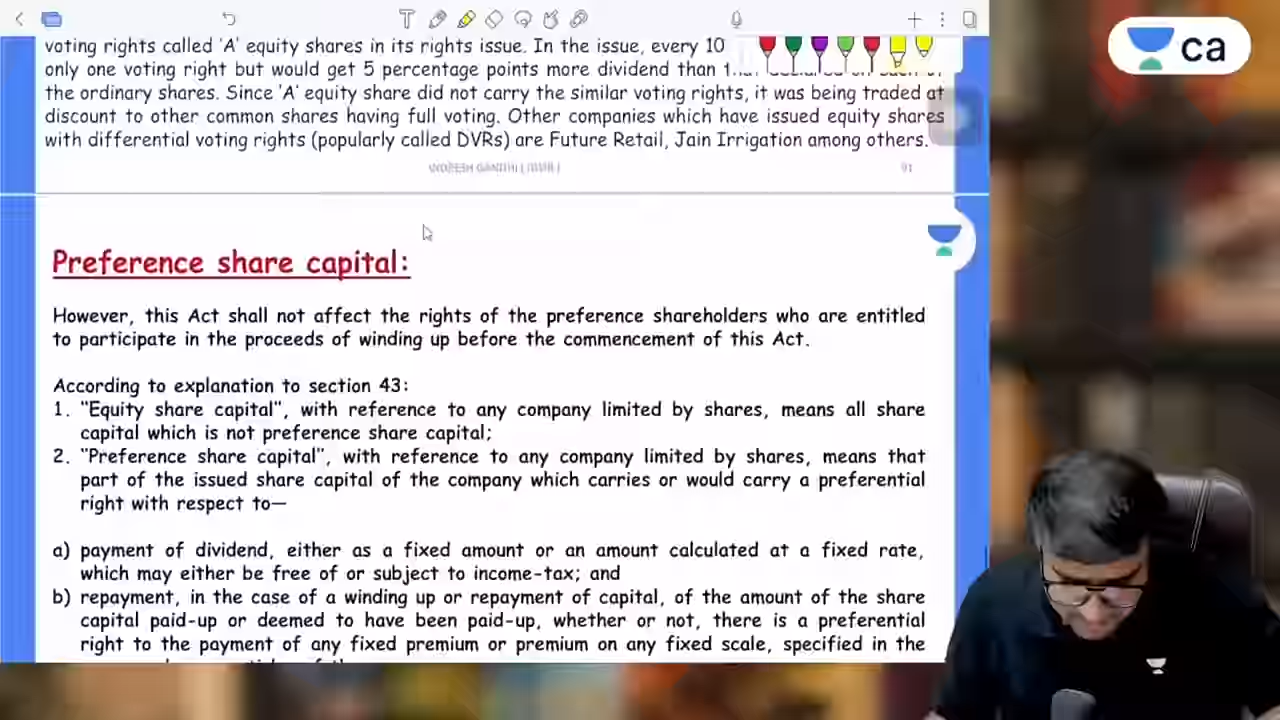 ca
voting rights called 'A' equity shares in its rights issue. In the issue, every 10
only one voting right but would get 5 percentage points more dividend than
the ordinary shares. Since 'A' equity share did not carry the similar voting rights, it was being traded at
discount to other common shares having full voting. Other companies which have issued equity shares
with differential voting rights (popularly called DVRs) are Future Retail, Jain Irrigation among others.
91
Preference share capital:
However, this Act shall not affect the rights of the preference shareholders who are entitled
to participate in the proceeds of winding up before the commencement of this Act.
According to explanation to section 43:
1. "Equity share capital", with reference to any company limited by shares, means all share
capital which is not preference share capital;
2. "Preference share capital", with reference to any company limited by shares, means that
part of the issued share capital of the company which carries or would carry a preferential
right with respect to—
a) payment of dividend, either as a fixed amount or an amount calculated at a fixed rate,
which may either be free of or subject to income-tax; and
b) repayment, in the case of a winding up or repayment of capital, of the amount of the share
capital paid-up or deemed to have been paid-up, whether or not, there is a preferential
right to the payment of any fixed premium or premium on any fixed scale, specified in the